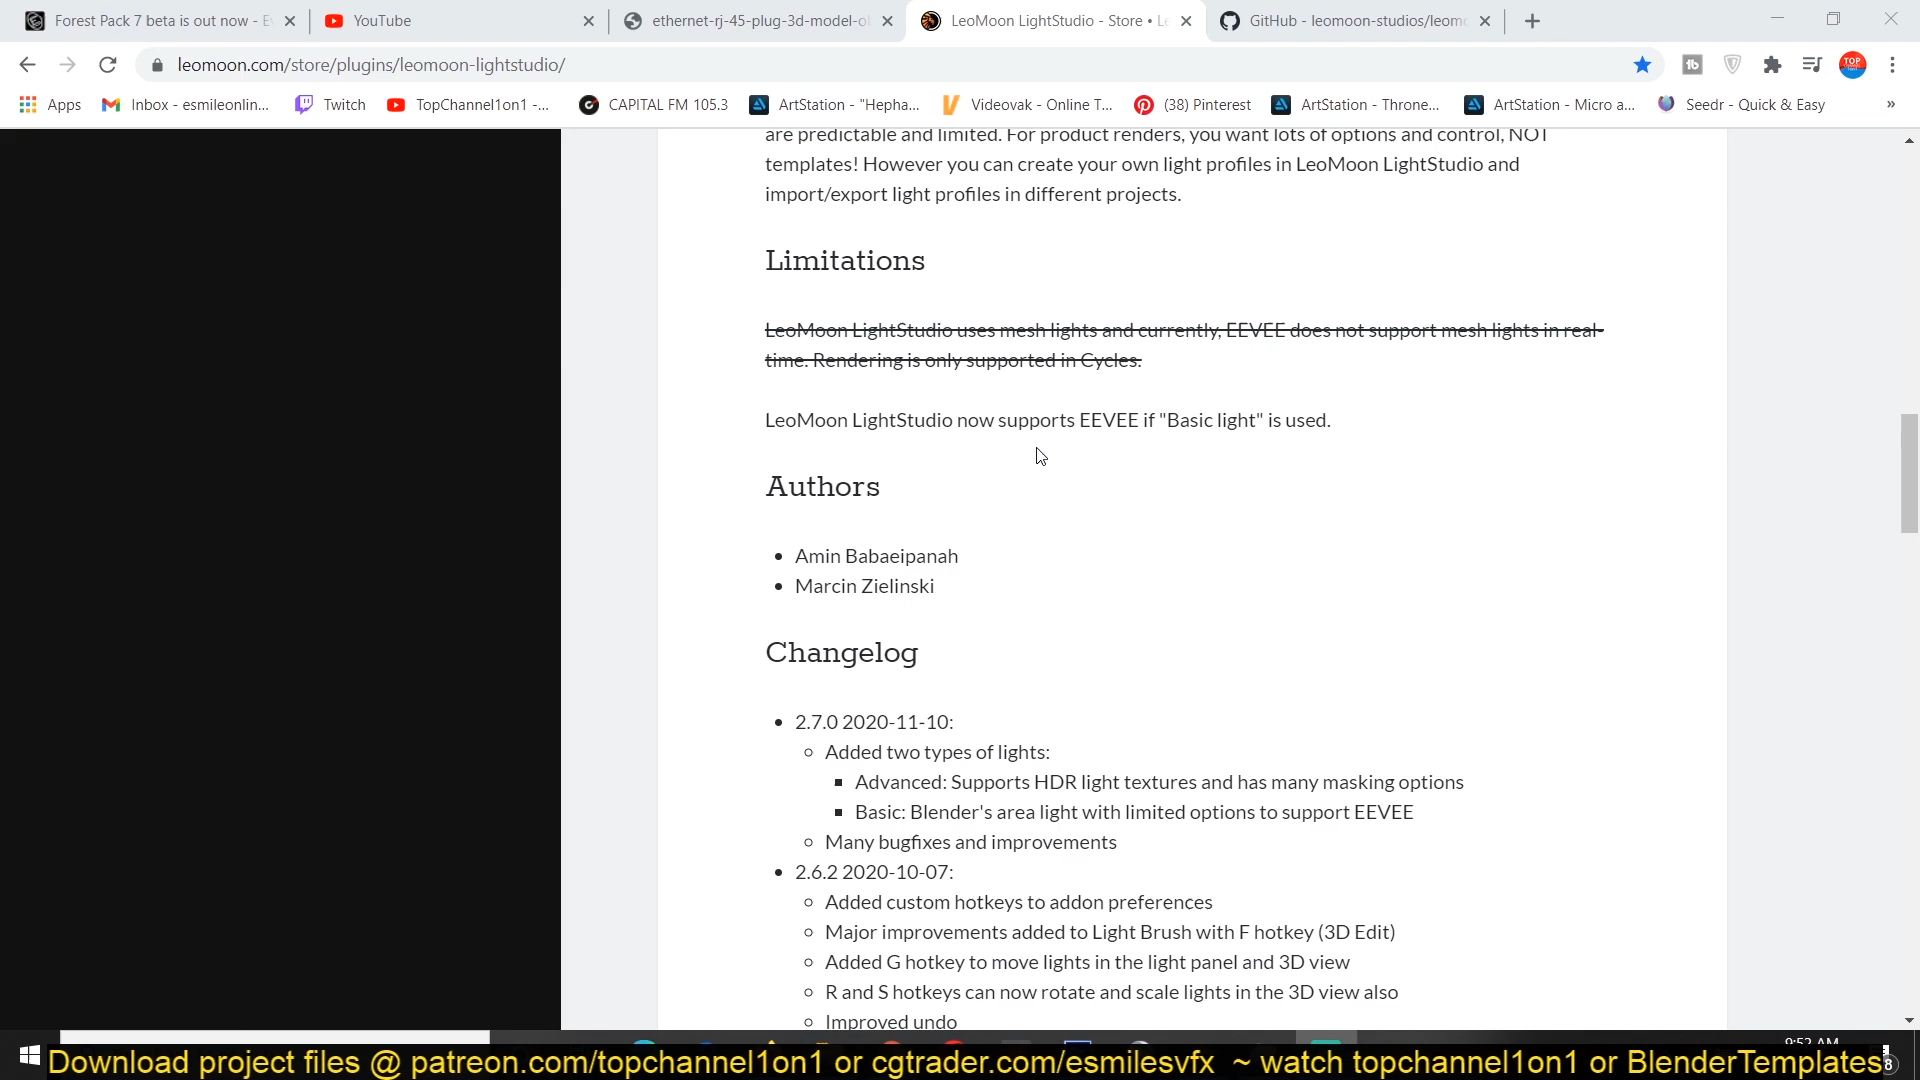 Forest Pack 7 beta is out now - E
YouTube
ethernet-rj-45-plug-3d-model-ob
LeoMoon LightStudio - Store • Le
GitHub - leomoon-studios/leomo
leomoon.com/store/plugins/leomoon-lightstudio/
Apps
Inbox - esmileonlin...
Twitch
TopChannel1on1 -...
CAPITAL FM 105.3
ArtStation - "Hepha...
Videovak - Online T...
(38) Pinterest
ArtStation - Throne...
ArtStation - Micro a...
Seedr - Quick & Easy
»
are predictable and limited. For product renders, you want lots of options and control, NOT
templates! However you can create your own light profiles in LeoMoon LightStudio and
import/export light profiles in different projects.
Limitations
LeoMoon LightStudio uses mesh lights and currently, EEVEE does not support mesh lights in real-
time. Rendering is only supported in Cycles.
LeoMoon LightStudio now supports EEVEE if "Basic light" is used.
Authors
• Amin Babaeipanah
• Marcin Zielinski
Changelog
• 2.7.0 2020-11-10:
Added two types of lights:
Advanced: Supports HDR light textures and has many masking options
Basic: Blender's area light with limited options to support EEVEE
Many bugfixes and improvements
• 2.6.2 2020-10-07:
Added custom hotkeys to addon preferences
Major improvements added to Light Brush with F hotkey (3D Edit)
Added G hotkey to move lights in the light panel and 3D view
R and S hotkeys can now rotate and scale lights in the 3D view also
Improved undo
9:52 AM
Download project files @ patreon.com/topchannel1on1 or cgtrader.com/esmilesvfx ~ watch topchannel1on1 or BlenderTemplates